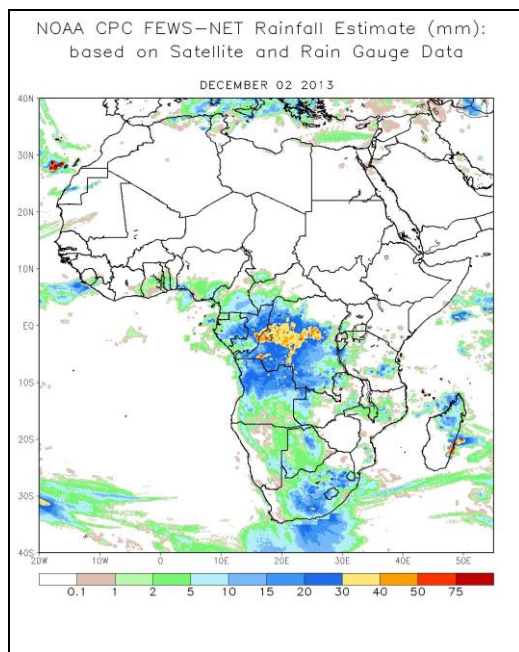 NOAA CPC FEWS-NET Rainfall Estimate (mm):
based on Satellite and Rain Gauge Data
DECEMBER 02 2013
40N
30N
20N
10N
EQ
10S
20S
30S
40S
20W 10W 0 10E 20E 30E 40E 50E
0.1 1 2 5 10 15 20 30 40 50 75